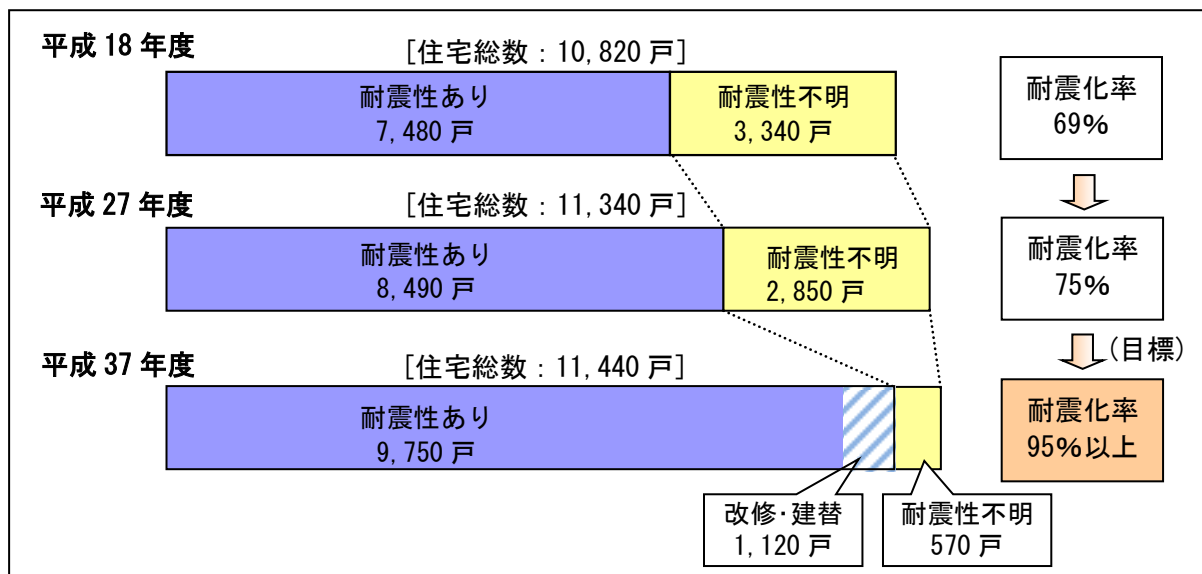 平成 18 年度
[住宅総数：10,820 戸]
耐震性あり
7,480 戸
耐震性不明
3,340 戸
耐震化率
69%
平成 27 年度
[住宅総数：11,340 戸]
耐震性あり
8,490 戸
耐震性不明
2,850 戸
耐震化率
75%
(目標)
平成 37 年度
[住宅総数：11,440 戸]
耐震性あり
9,750 戸
耐震化率
95%以上
改修・建替
1,120 戸
耐震性不明
570 戸